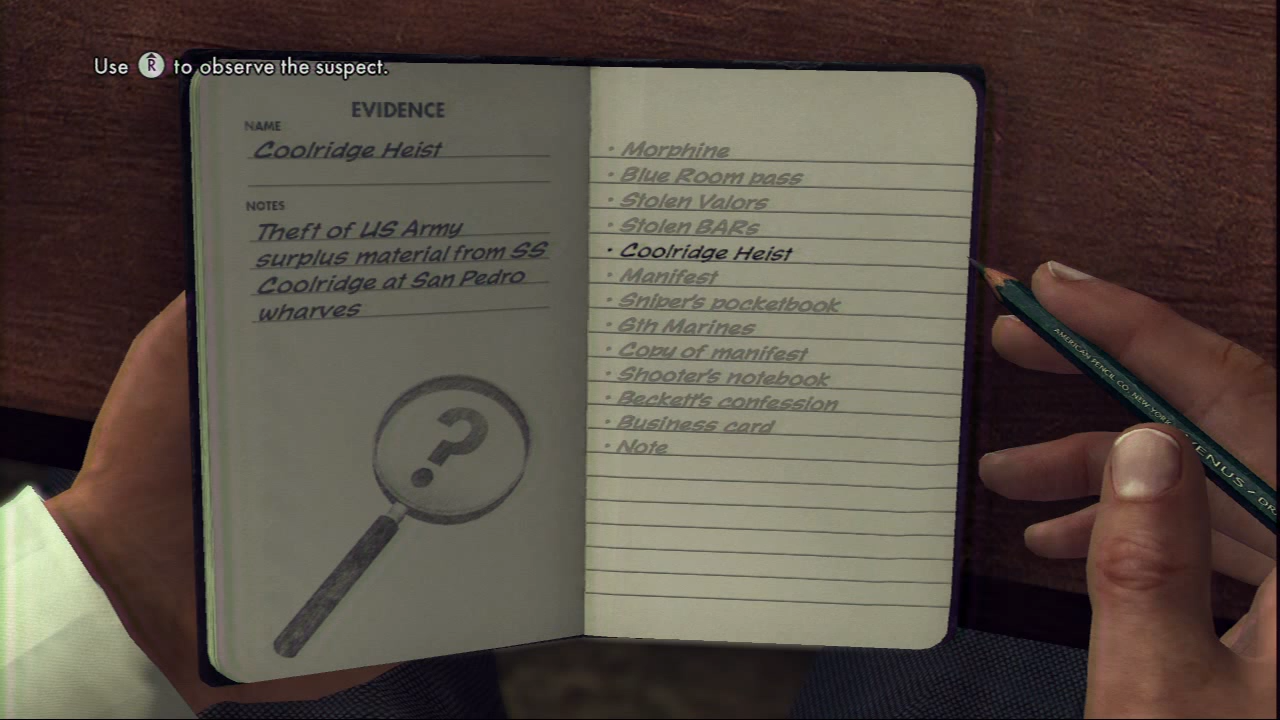 Use R to observe the suspect.
EVIDENCE
NAME
Coolridge Heist
NOTES
Theft of US Army
surplus material from SS
Coolridge at San Pedro
wharves
?
• Morphine
• Blue Room pass
• Stolen Valors
• Stolen BARs
• Coolridge Heist
• Manifest
• Sniper's pocketbook
• 6th Marines
• Copy of manifest
• Shooter's notebook
• Beckett's confession
• Business card
• Note
AMERICAN PENCIL CO. NEW YORK
VENUS / DR